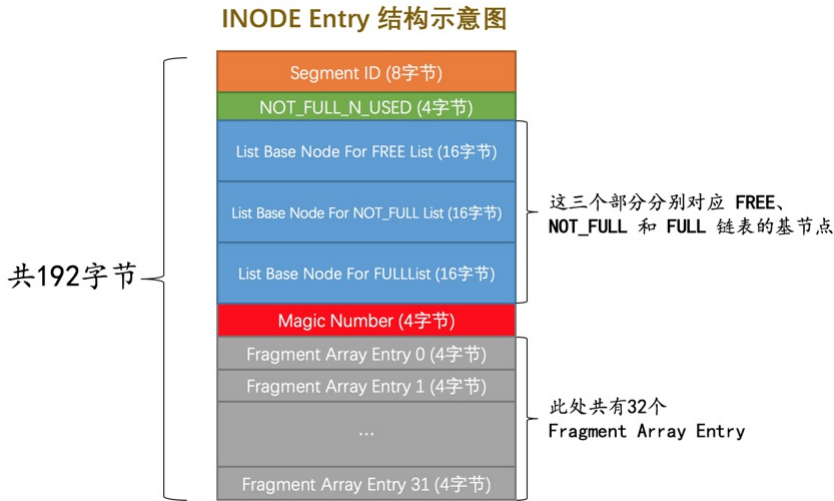 INODE Entry 结构示意图
Segment ID (8字节)
NOT_FULL_N_USED (4字节)
List Base Node For FREE List (16字节)
List Base Node For NOT_FULL List (16字节)
List Base Node For FULLList (16字节)
Magic Number (4字节)
Fragment Array Entry 0 (4字节)
Fragment Array Entry 1 (4字节)
...
Fragment Array Entry 31 (4字节)
共192字节
这三个部分分别对应 FREE、
NOT_FULL 和 FULL 链表的基节点
此处共有32个
Fragment Array Entry